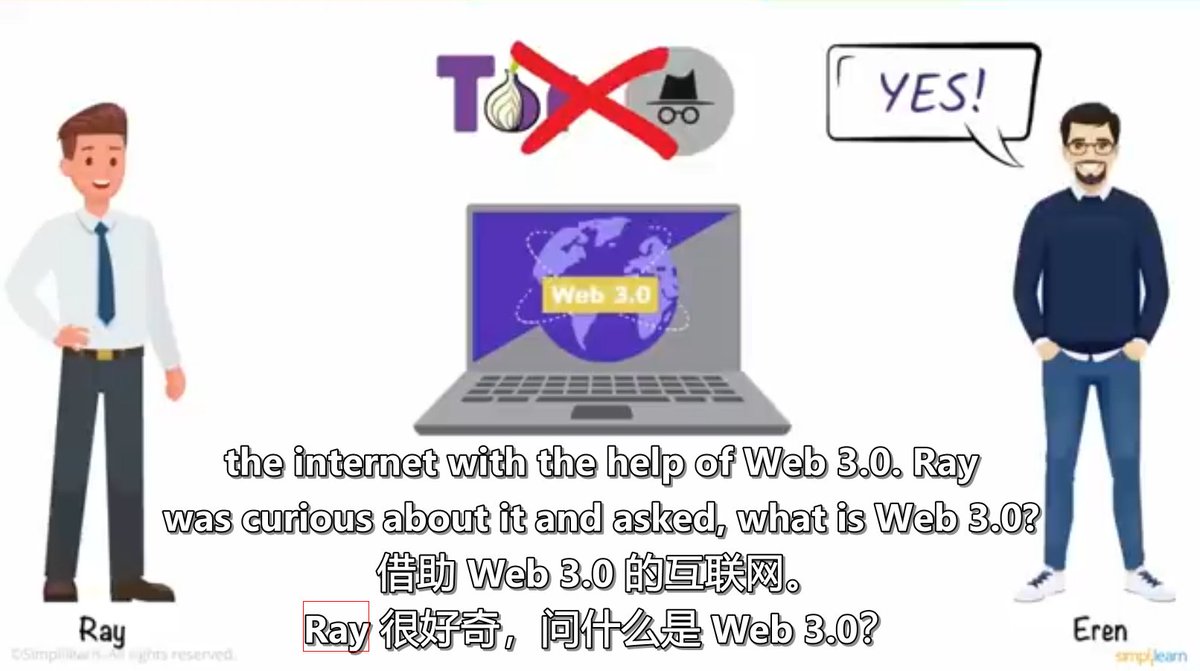 Tor
YES!
Web 3.0
the internet with the help of Web 3.0. Ray
was curious about it and asked, what is Web 3.0?
借助 Web 3.0 的互联网。
Ray 很好奇，问什么是 Web 3.0?
Ray
Eren
©Simplilearn. All rights reserved.
simplilearn